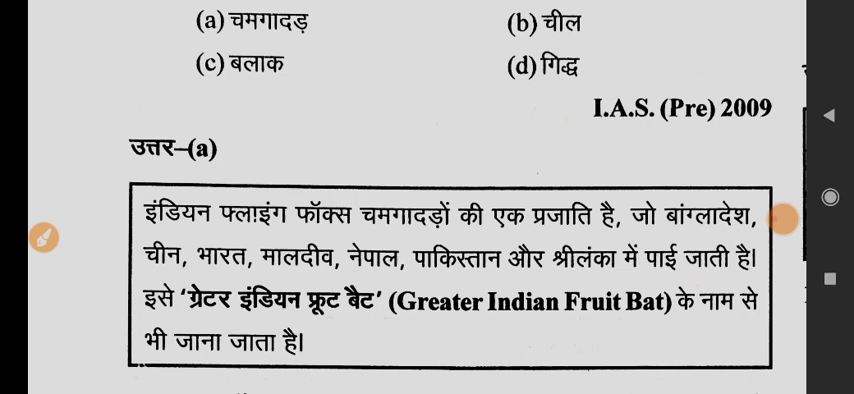 (a) चमगादड़ (b) चील
(c) बलाक (d) गिद्ध
I.A.S. (Pre) 2009
उत्तर–(a)
इंडियन फ्लाइंग फॉक्स चमगादड़ों की एक प्रजाति है, जो बांग्लादेश,
चीन, भारत, मालदीव, नेपाल, पाकिस्तान और श्रीलंका में पाई जाती है।
इसे ‘ग्रेटर इंडियन फ्रूट बैट’ (Greater Indian Fruit Bat) के नाम से
भी जाना जाता है।